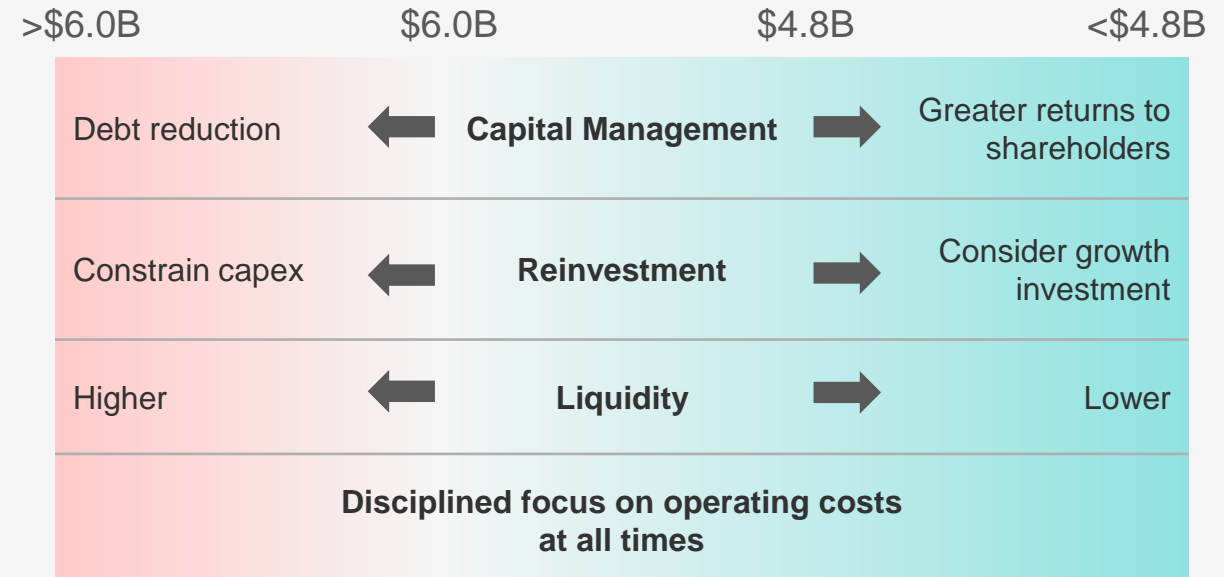 >$6.0B $6.0B $4.8B <$4.8B
Debt reduction Capital Management Greater returns to
shareholders
Constrain capex Reinvestment Consider growth
investment
Higher Liquidity Lower
Disciplined focus on operating costs
at all times